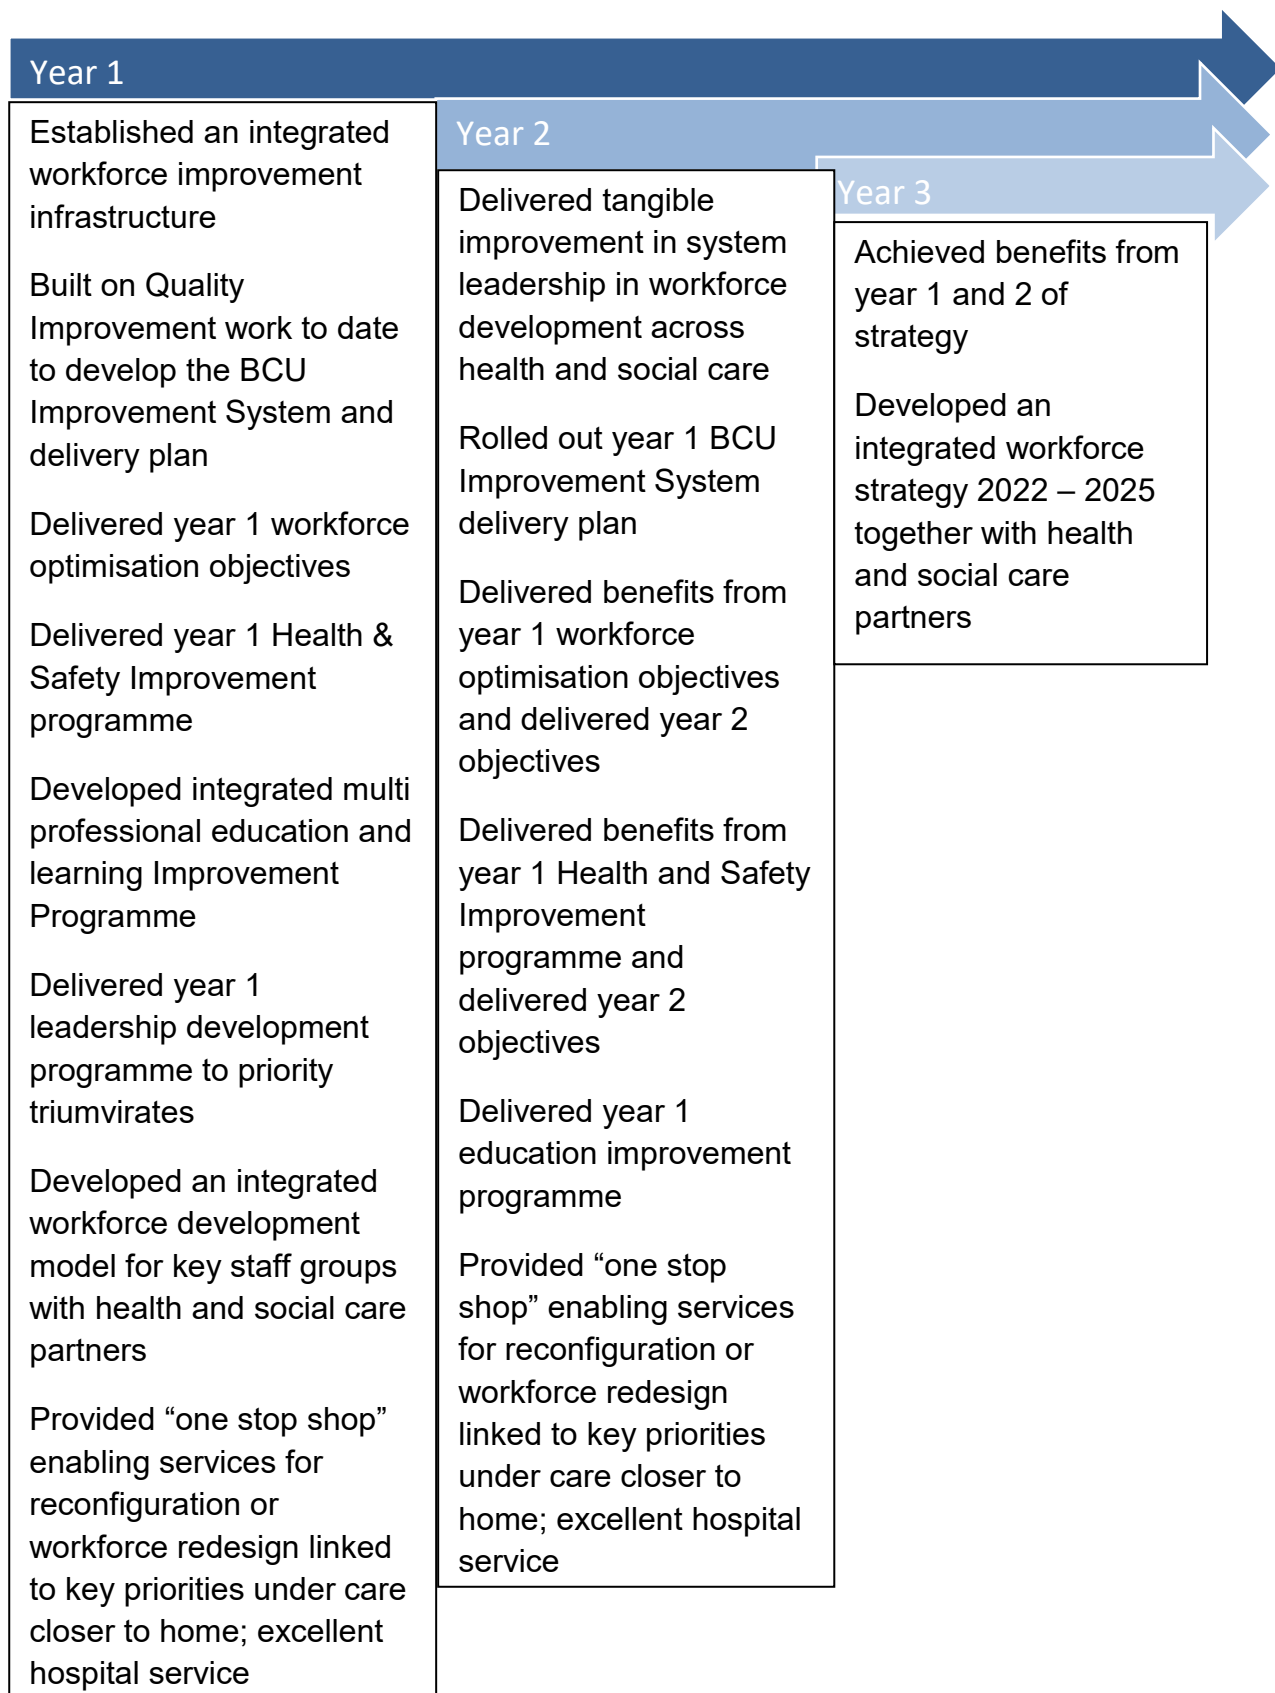 Year 1
Established an integrated
workforce improvement
infrastructure
Built on Quality
Improvement work to date
to develop the BCU
Improvement System and
delivery plan
Delivered year 1 workforce
optimisation objectives
Delivered year 1 Health &
Safety Improvement
programme
Developed integrated multi
professional education and
learning Improvement
Programme
Delivered year 1
leadership development
programme to priority
triumvirates
Developed an integrated
workforce development
model for key staff groups
with health and social care
partners
Provided “one stop shop”
enabling services for
reconfiguration or
workforce redesign linked
to key priorities under care
closer to home; excellent
hospital service
Year 2
Delivered tangible
improvement in system
leadership in workforce
development across
health and social care
Rolled out year 1 BCU
Improvement System
delivery plan
Delivered benefits from
year 1 workforce
optimisation objectives
and delivered year 2
objectives
Delivered benefits from
year 1 Health and Safety
Improvement
programme and
delivered year 2
objectives
Delivered year 1
education improvement
programme
Provided “one stop
shop” enabling services
for reconfiguration or
workforce redesign
linked to key priorities
under care closer to
home; excellent hospital
service
Year 3
Achieved benefits from
year 1 and 2 of
strategy
Developed an
integrated workforce
strategy 2022 – 2025
together with health
and social care
partners